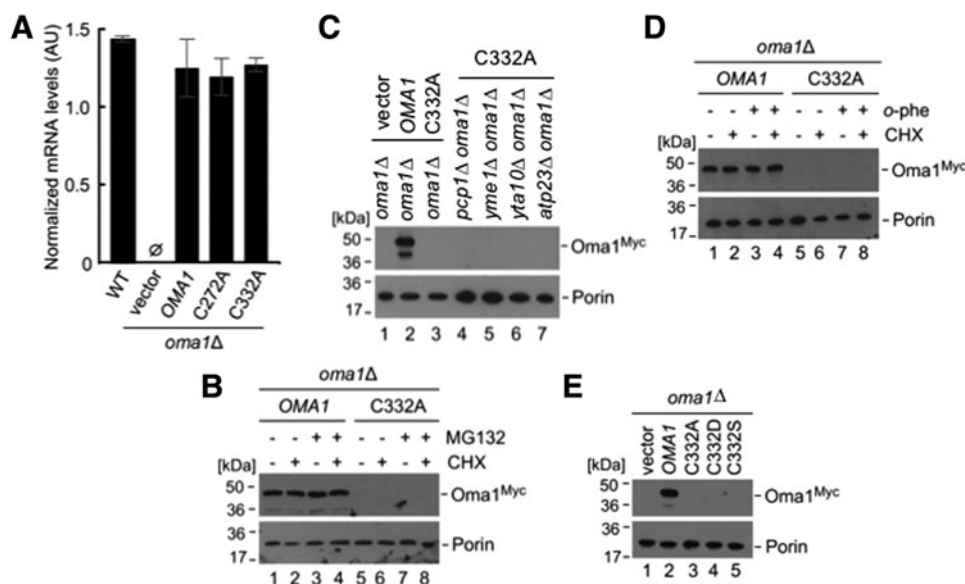 A
Normalized mRNA levels (AU)
1.5
1.5
0
Ø
WT
vector
OMA1
C272A
C332A
oma1Δ
C
C332A
oma1Δ vector
oma1Δ OMA1
oma1Δ C332A
pcp1Δ oma1Δ
yme1Δ oma1Δ
yta10Δ oma1Δ
atp23Δ oma1Δ
[kDa]
50
36
Oma1Myc
36
17
Porin
1 2 3 4 5 6 7
D
oma1Δ
OMA1 C332A
- - + + - - + + o-phe
- + - + - + - + CHX
[kDa]
50
36
Oma1Myc
36
17
Porin
1 2 3 4 5 6 7 8
B
oma1Δ
OMA1 C332A
- - + + - - + + MG132
- + - + - + - + CHX
[kDa]
50
36
Oma1Myc
36
17
Porin
1 2 3 4 5 6 7 8
E
oma1Δ
vector
OMA1
C332A
C332D
C332S
[kDa]
50
36
Oma1Myc
36
17
Porin
1 2 3 4 5